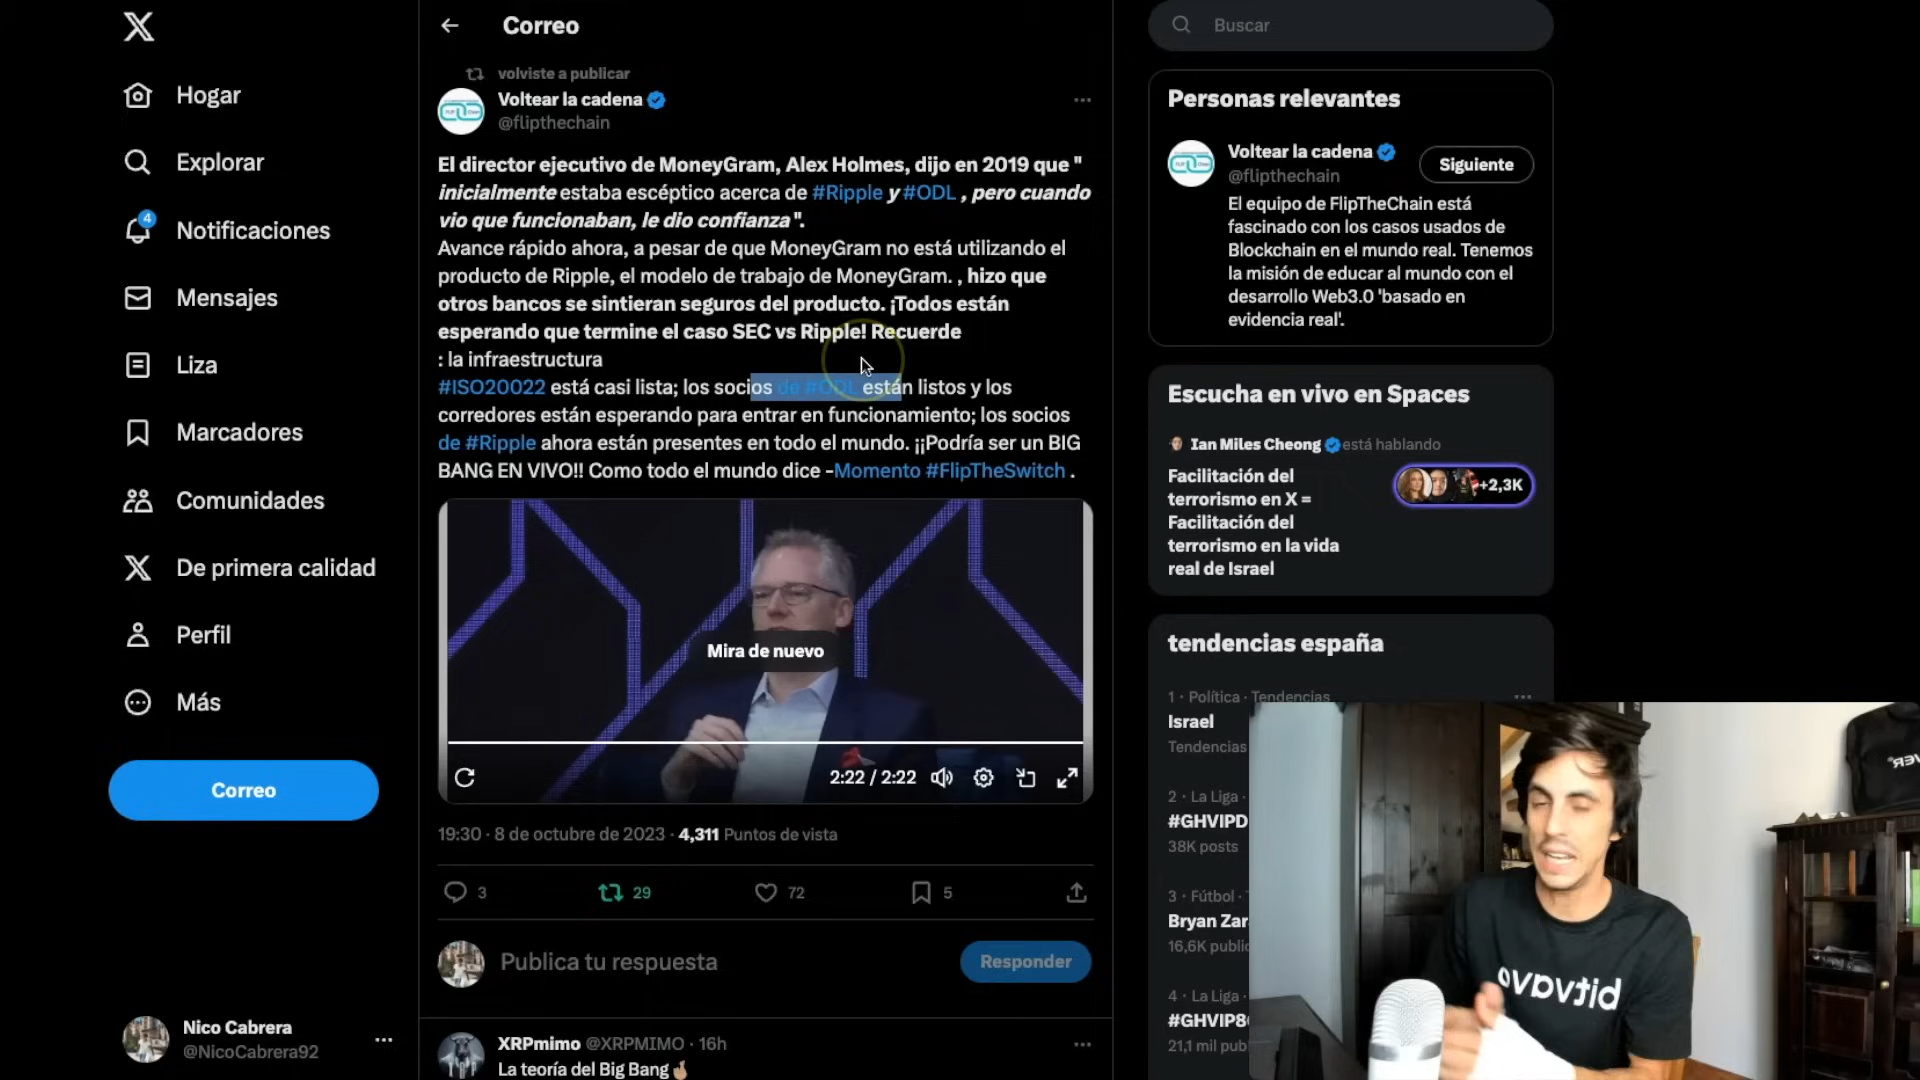 Hogar
Explorar
4
Notificaciones
Mensajes
Liza
Marcadores
Comunidades
De primera calidad
Perfil
Más
Correo
Nico Cabrera
@NicoCabrera92
Correo
volviste a publicar
Voltear la cadena
@flipthechain
El director ejecutivo de MoneyGram, Alex Holmes, dijo en 2019 que "
inicialmente estaba escéptico acerca de #Ripple y #ODL , pero cuando
vio que funcionaban, le dio confianza ".
Avance rápido ahora, a pesar de que MoneyGram no está utilizando el
producto de Ripple, el modelo de trabajo de MoneyGram. , hizo que
otros bancos se sintieran seguros del producto. ¡Todos están
esperando que termine el caso SEC vs Ripple! Recuerde
: la infraestructura
#ISO20022 está casi lista; los socios de #ODL están listos y los
corredores están esperando para entrar en funcionamiento; los socios
de #Ripple ahora están presentes en todo el mundo. ¡¡Podría ser un BIG
BANG EN VIVO!! Como todo el mundo dice -Momento #FlipTheSwitch .
Mira de nuevo
2:22 / 2:22
19:30 · 8 de octubre de 2023 · 4,311 Puntos de vista
3
29
72
5
Publica tu respuesta
Responder
XRPmimo @XRPMIMO · 16h
La teoría del Big Bang
Buscar
Personas relevantes
Voltear la cadena
@flipthechain
Siguiente
El equipo de FlipTheChain está
fascinado con los casos usados de
Blockchain en el mundo real. Tenemos
la misión de educar al mundo con el
desarrollo Web3.0 'basado en
evidencia real'.
Escucha en vivo en Spaces
Ian Miles Cheong está hablando
Facilitación del
terrorismo en X =
Facilitación del
terrorismo en la vida
real de Israel
+2,3K
tendencias españa
1 · Política · Tendencias
Israel
Tendencias
2 · La Liga ·
#GHVIPD
38K posts
3 · Fútbol ·
Bryan Zar
16,6K public
4 · La Liga ·
#GHVIP8
21,1 mil pub